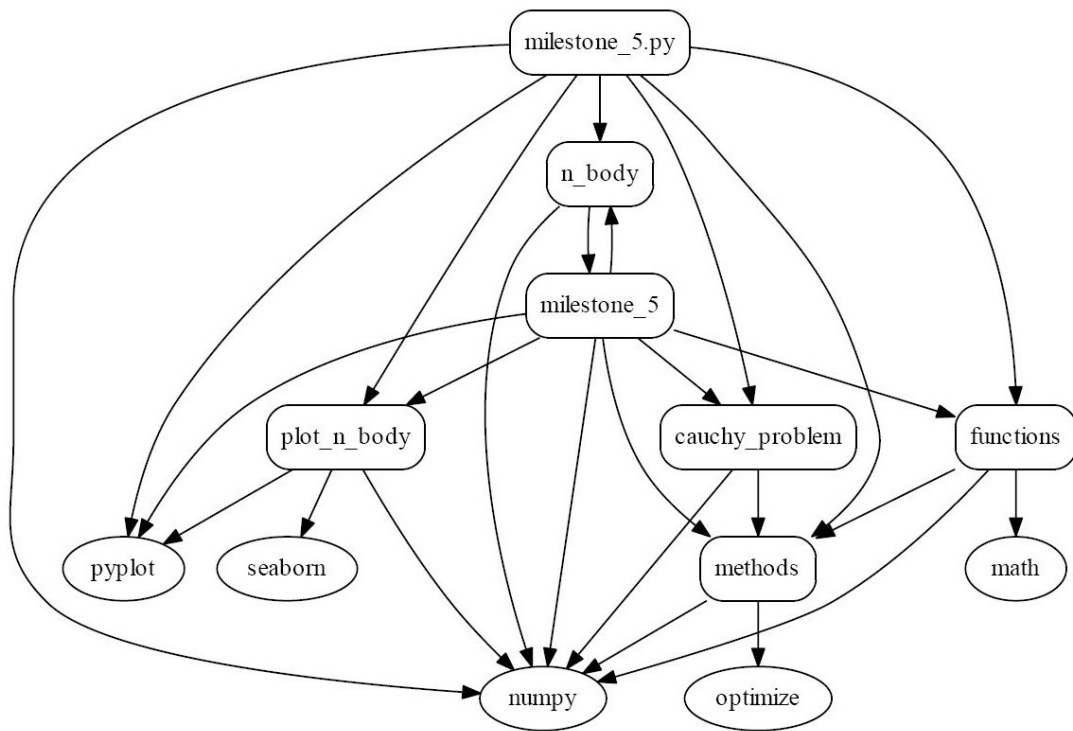 milestone_5.py
n_body
milestone_5
plot_n_body
cauchy_problem
functions
pyplot
seaborn
methods
math
numpy
optimize